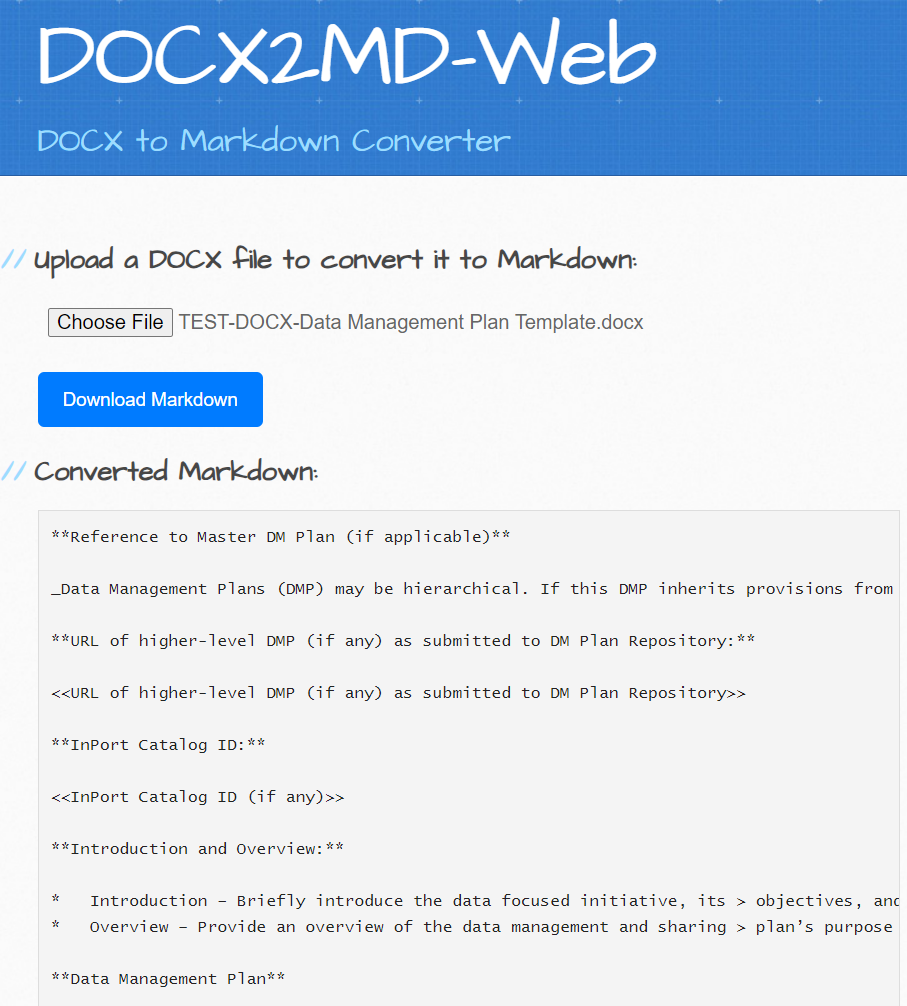 DOCX2MD-Web
DOCX to Markdown Converter
// Upload a DOCX file to convert it to Markdown:
Choose File TEST-DOCX-Data Management Plan Template.docx
Download Markdown
// Converted Markdown:
**Reference to Master DM Plan (if applicable)**
_Data Management Plans (DMP) may be hierarchical. If this DMP inherits provisions from
**URL of higher-level DMP (if any) as submitted to DM Plan Repository:**
<<URL of higher-level DMP (if any) as submitted to DM Plan Repository>>
**InPort Catalog ID:**
<<InPort Catalog ID (if any)>>
**Introduction and Overview:**
*   Introduction – Briefly introduce the data focused initiative, its > objectives, and
*   Overview – Provide an overview of the data management and sharing > plan’s purpose
**Data Management Plan**